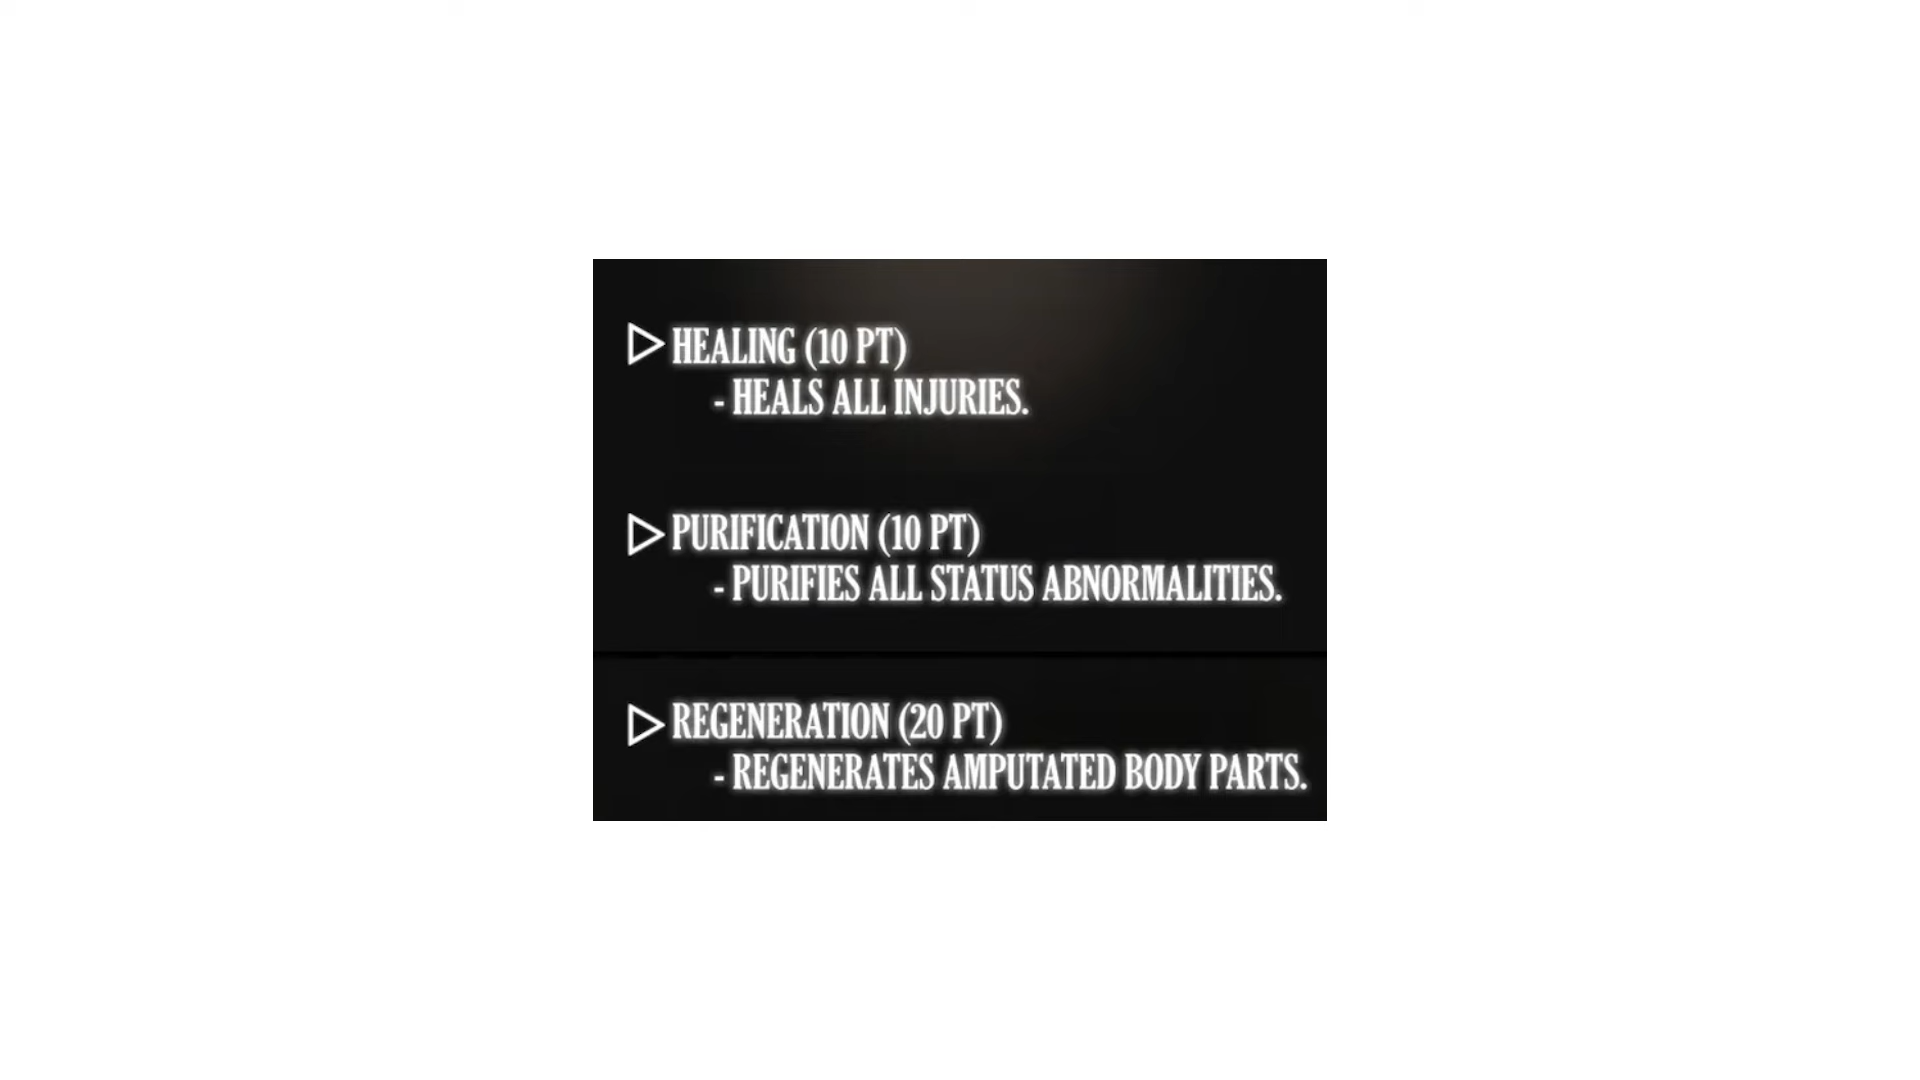 HEALING (10 PT)
- HEALS ALL INJURIES.
PURIFICATION (10 PT)
- PURIFIES ALL STATUS ABNORMALITIES.
REGENERATION (20 PT)
- REGENERATES AMPUTATED BODY PARTS.